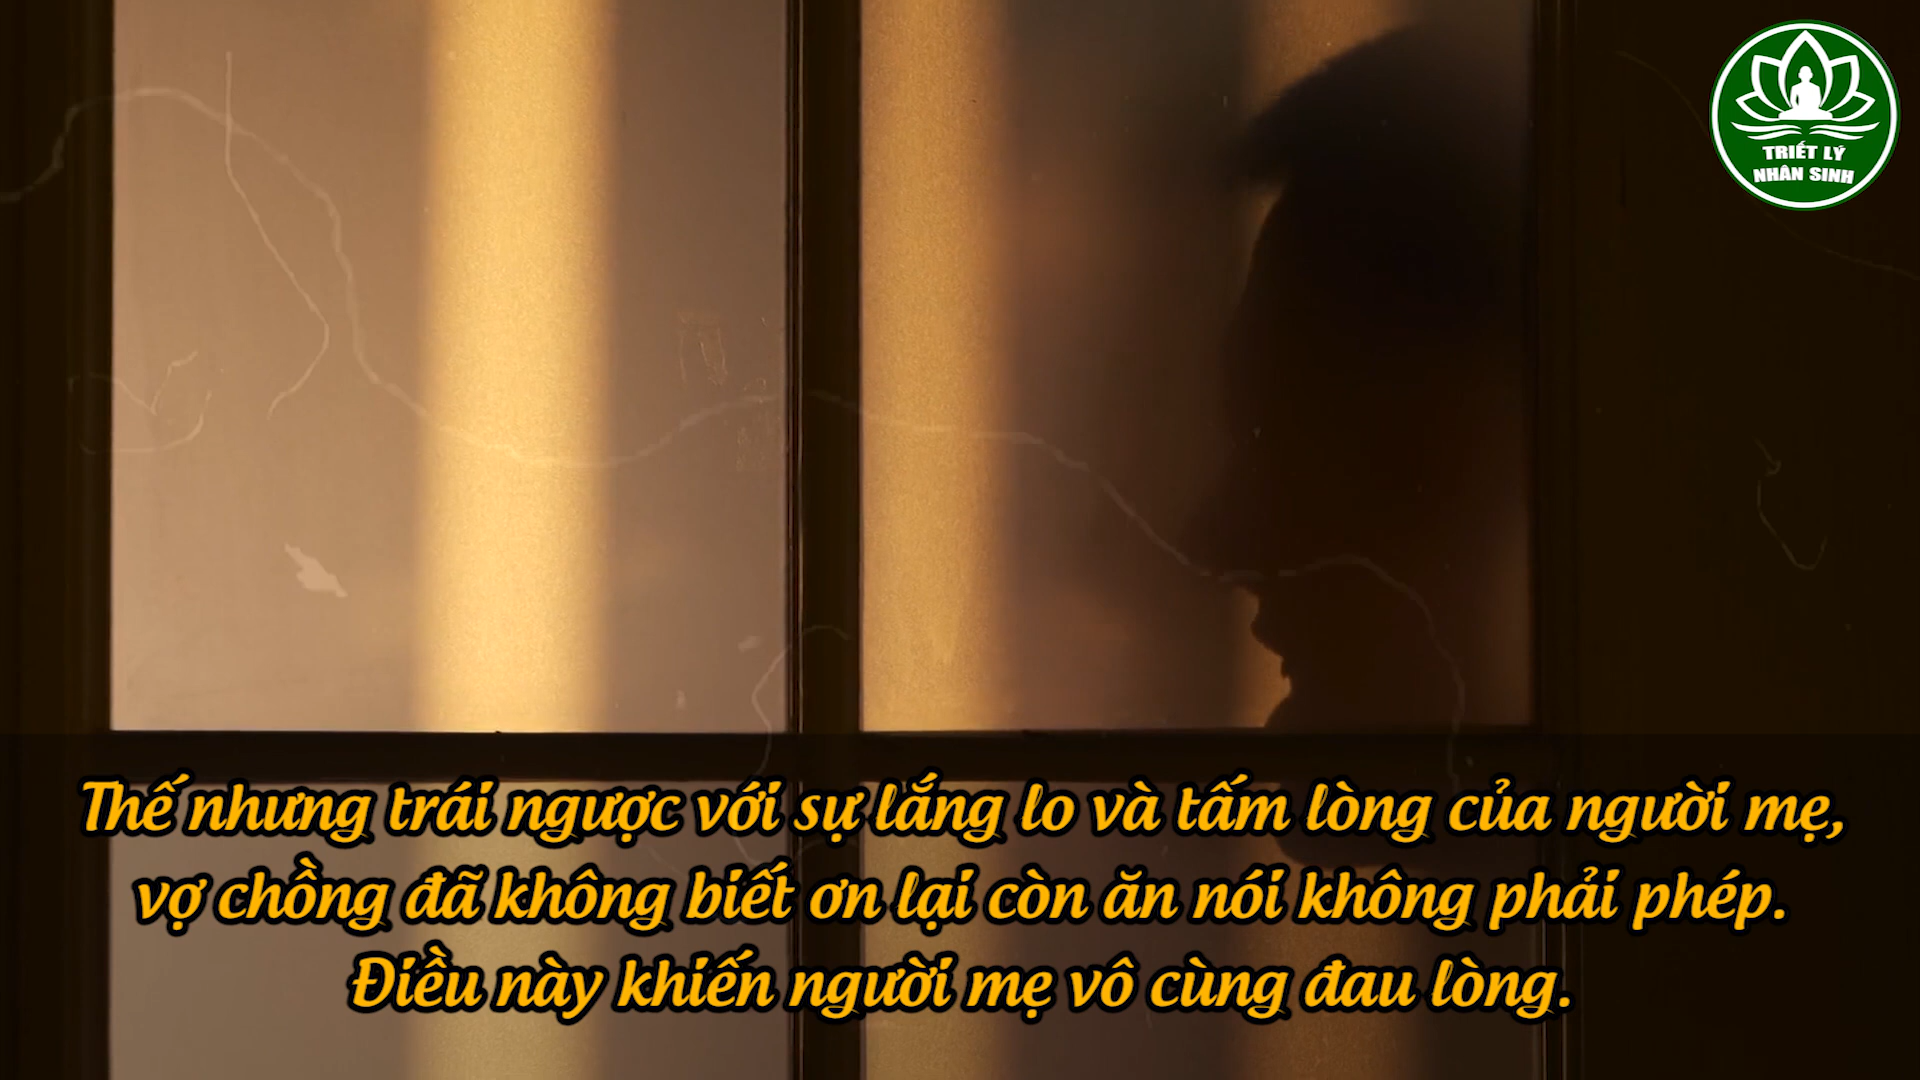 TRIẾT LÝ
NHÂN SINH
Thế nhưng trái ngược với sự lắng lo và tấm lòng của người mẹ,
vợ chồng đã không biết ơn lại còn ăn nói không phải phép.
Điều này khiến người mẹ vô cùng đau lòng.